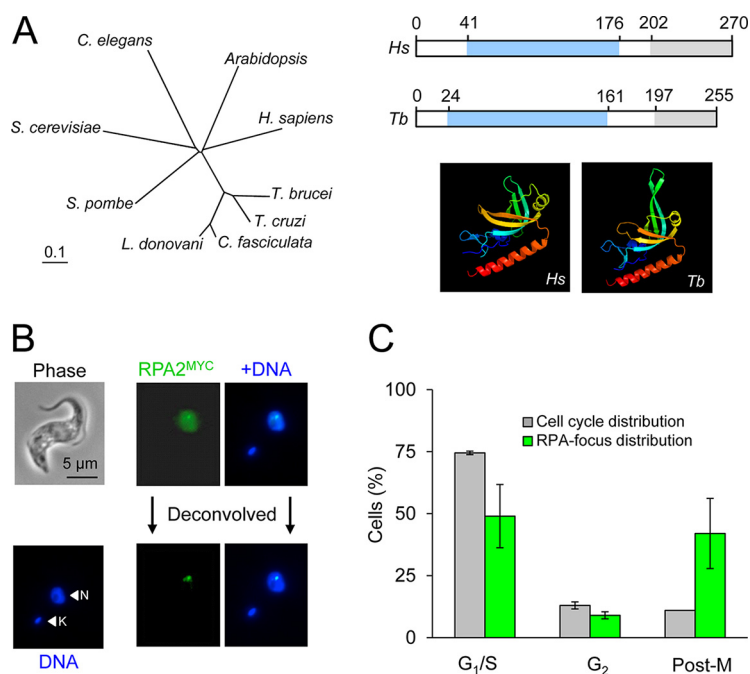 A
C. elegans
Arabidopsis
S. cerevisiae
H. sapiens
S. pombe
T. brucei
T. cruzi
L. donovani
C. fasciculata
0.1
0 41 176 202 270
Hs
0 24 161 197 255
Tb
Hs
Tb
B
Phase
RPA2ᴹʸᶜ +DNA
5 µm
Deconvolved
N
K
DNA
C
100
Cell cycle distribution
RPA-focus distribution
75
50
25
0
Cells (%)
G₁/S G₂ Post-M